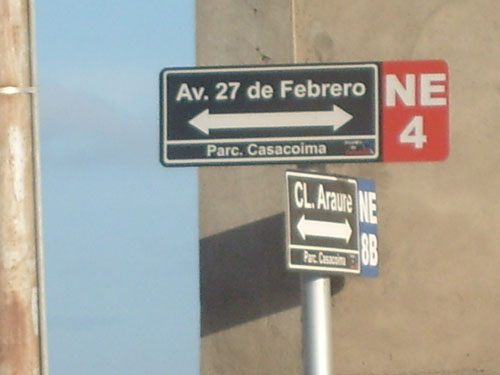 Av. 27 de Febrero
Parc. Casacoima
NE
4
CL. Araure
Parc. Casacoima
NE
8B